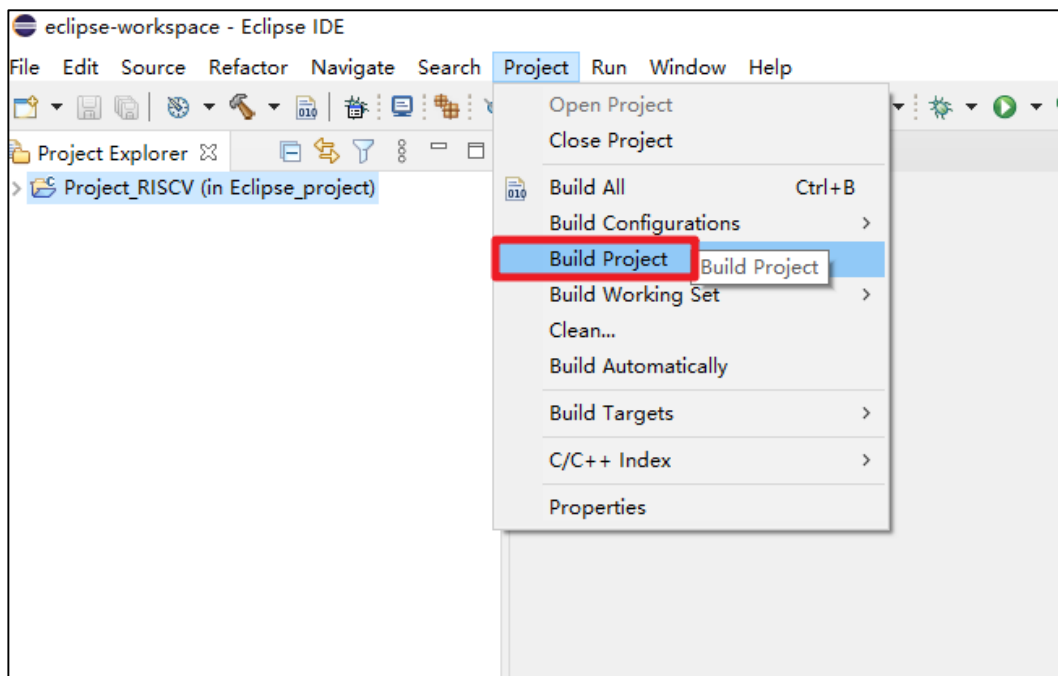 eclipse-workspace - Eclipse IDE
File Edit Source Refactor Navigate Search Project Run Window Help
Project Explorer
Project_RISCV (in Eclipse_project)
Open Project
Close Project
Build All Ctrl+B
Build Configurations
Build Project
Build Project
Build Working Set
Clean...
Build Automatically
Build Targets
C/C++ Index
Properties